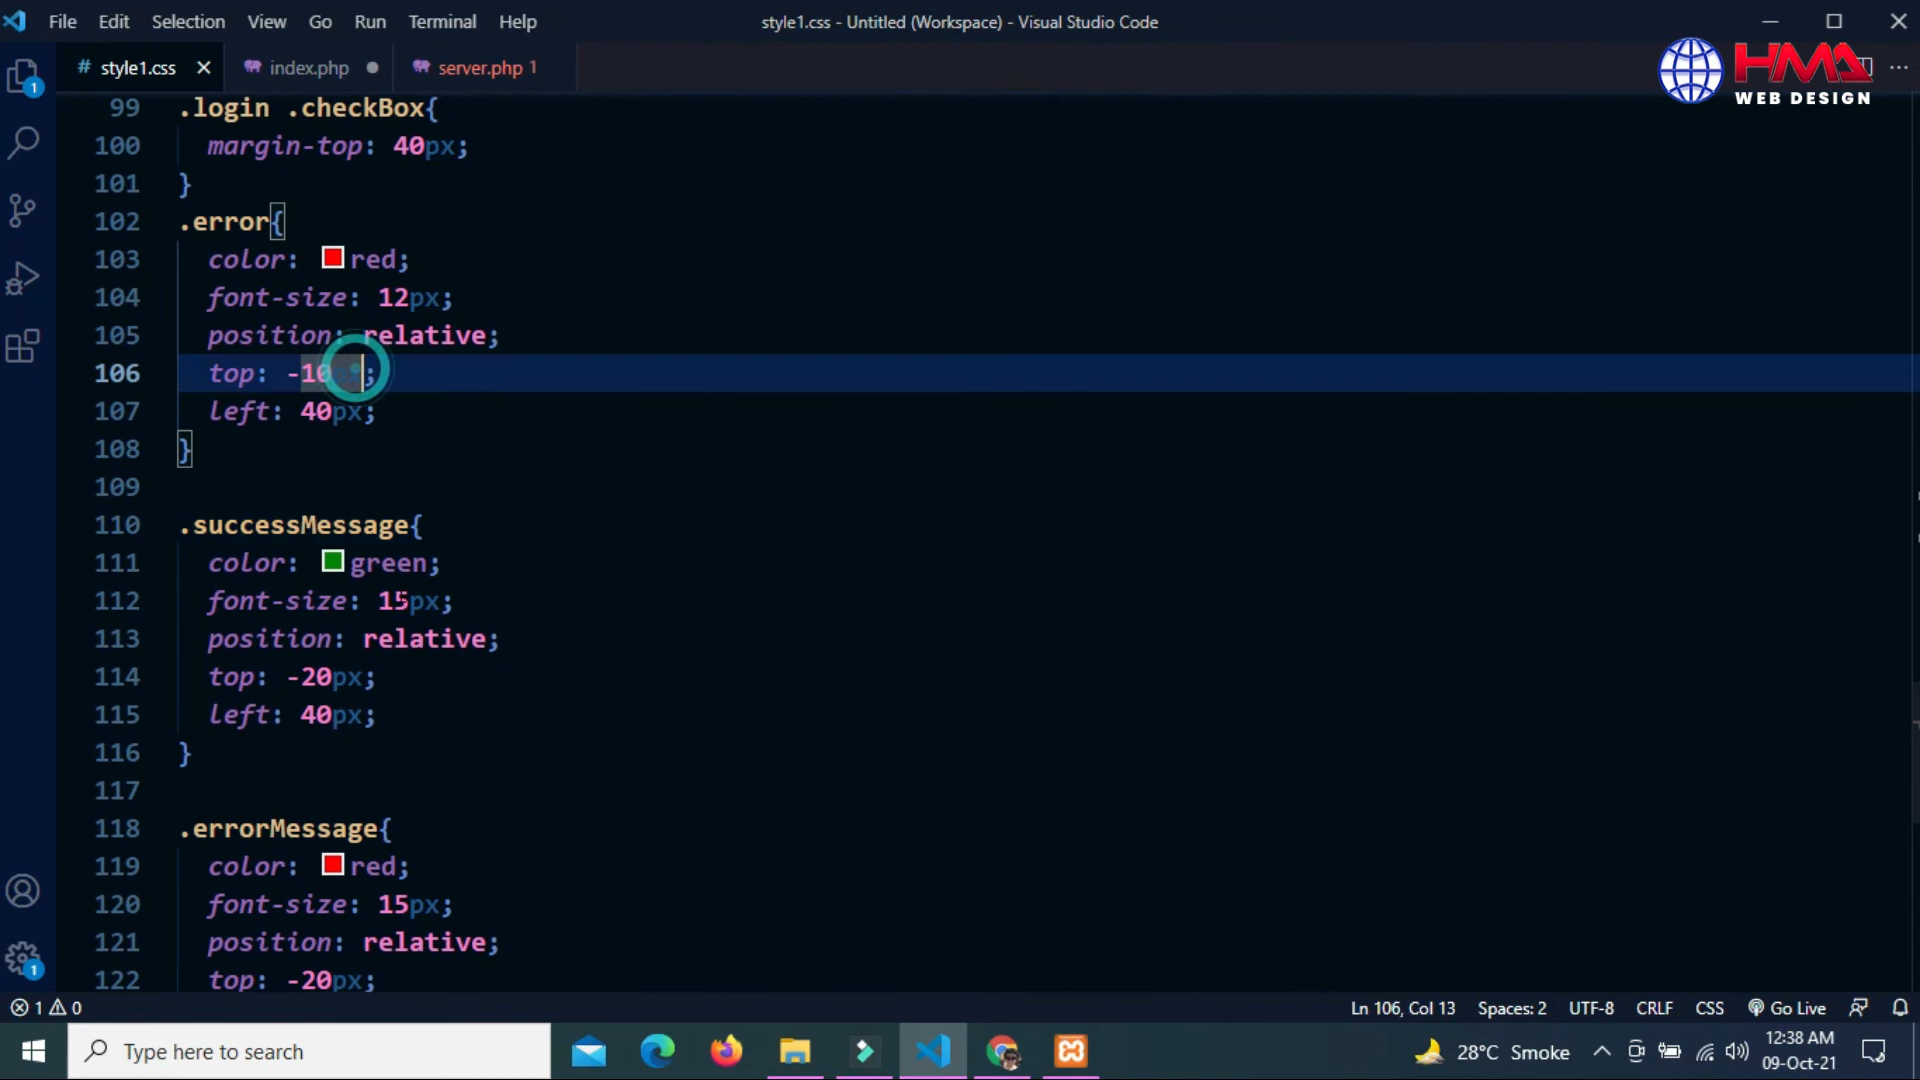 File Edit Selection View Go Run Terminal Help
style1.css - Untitled (Workspace) - Visual Studio Code
# style1.css
index.php
server.php 1
HMA
WEB DESIGN
1
99 .login .checkBox{
100 margin-top: 40px;
101 }
102 .error{
103 color: red;
104 font-size: 12px;
105 position: relative;
106 top: -10px;
107 left: 40px;
108 }
109
110 .successMessage{
111 color: green;
112 font-size: 15px;
113 position: relative;
114 top: -20px;
115 left: 40px;
116 }
117
118 .errorMessage{
119 color: red;
120 font-size: 15px;
121 position: relative;
122 top: -20px;
1
1 0
Ln 106, Col 13 Spaces: 2 UTF-8 CRLF CSS Go Live
Type here to search
28°C Smoke
12:38 AM
09-Oct-21